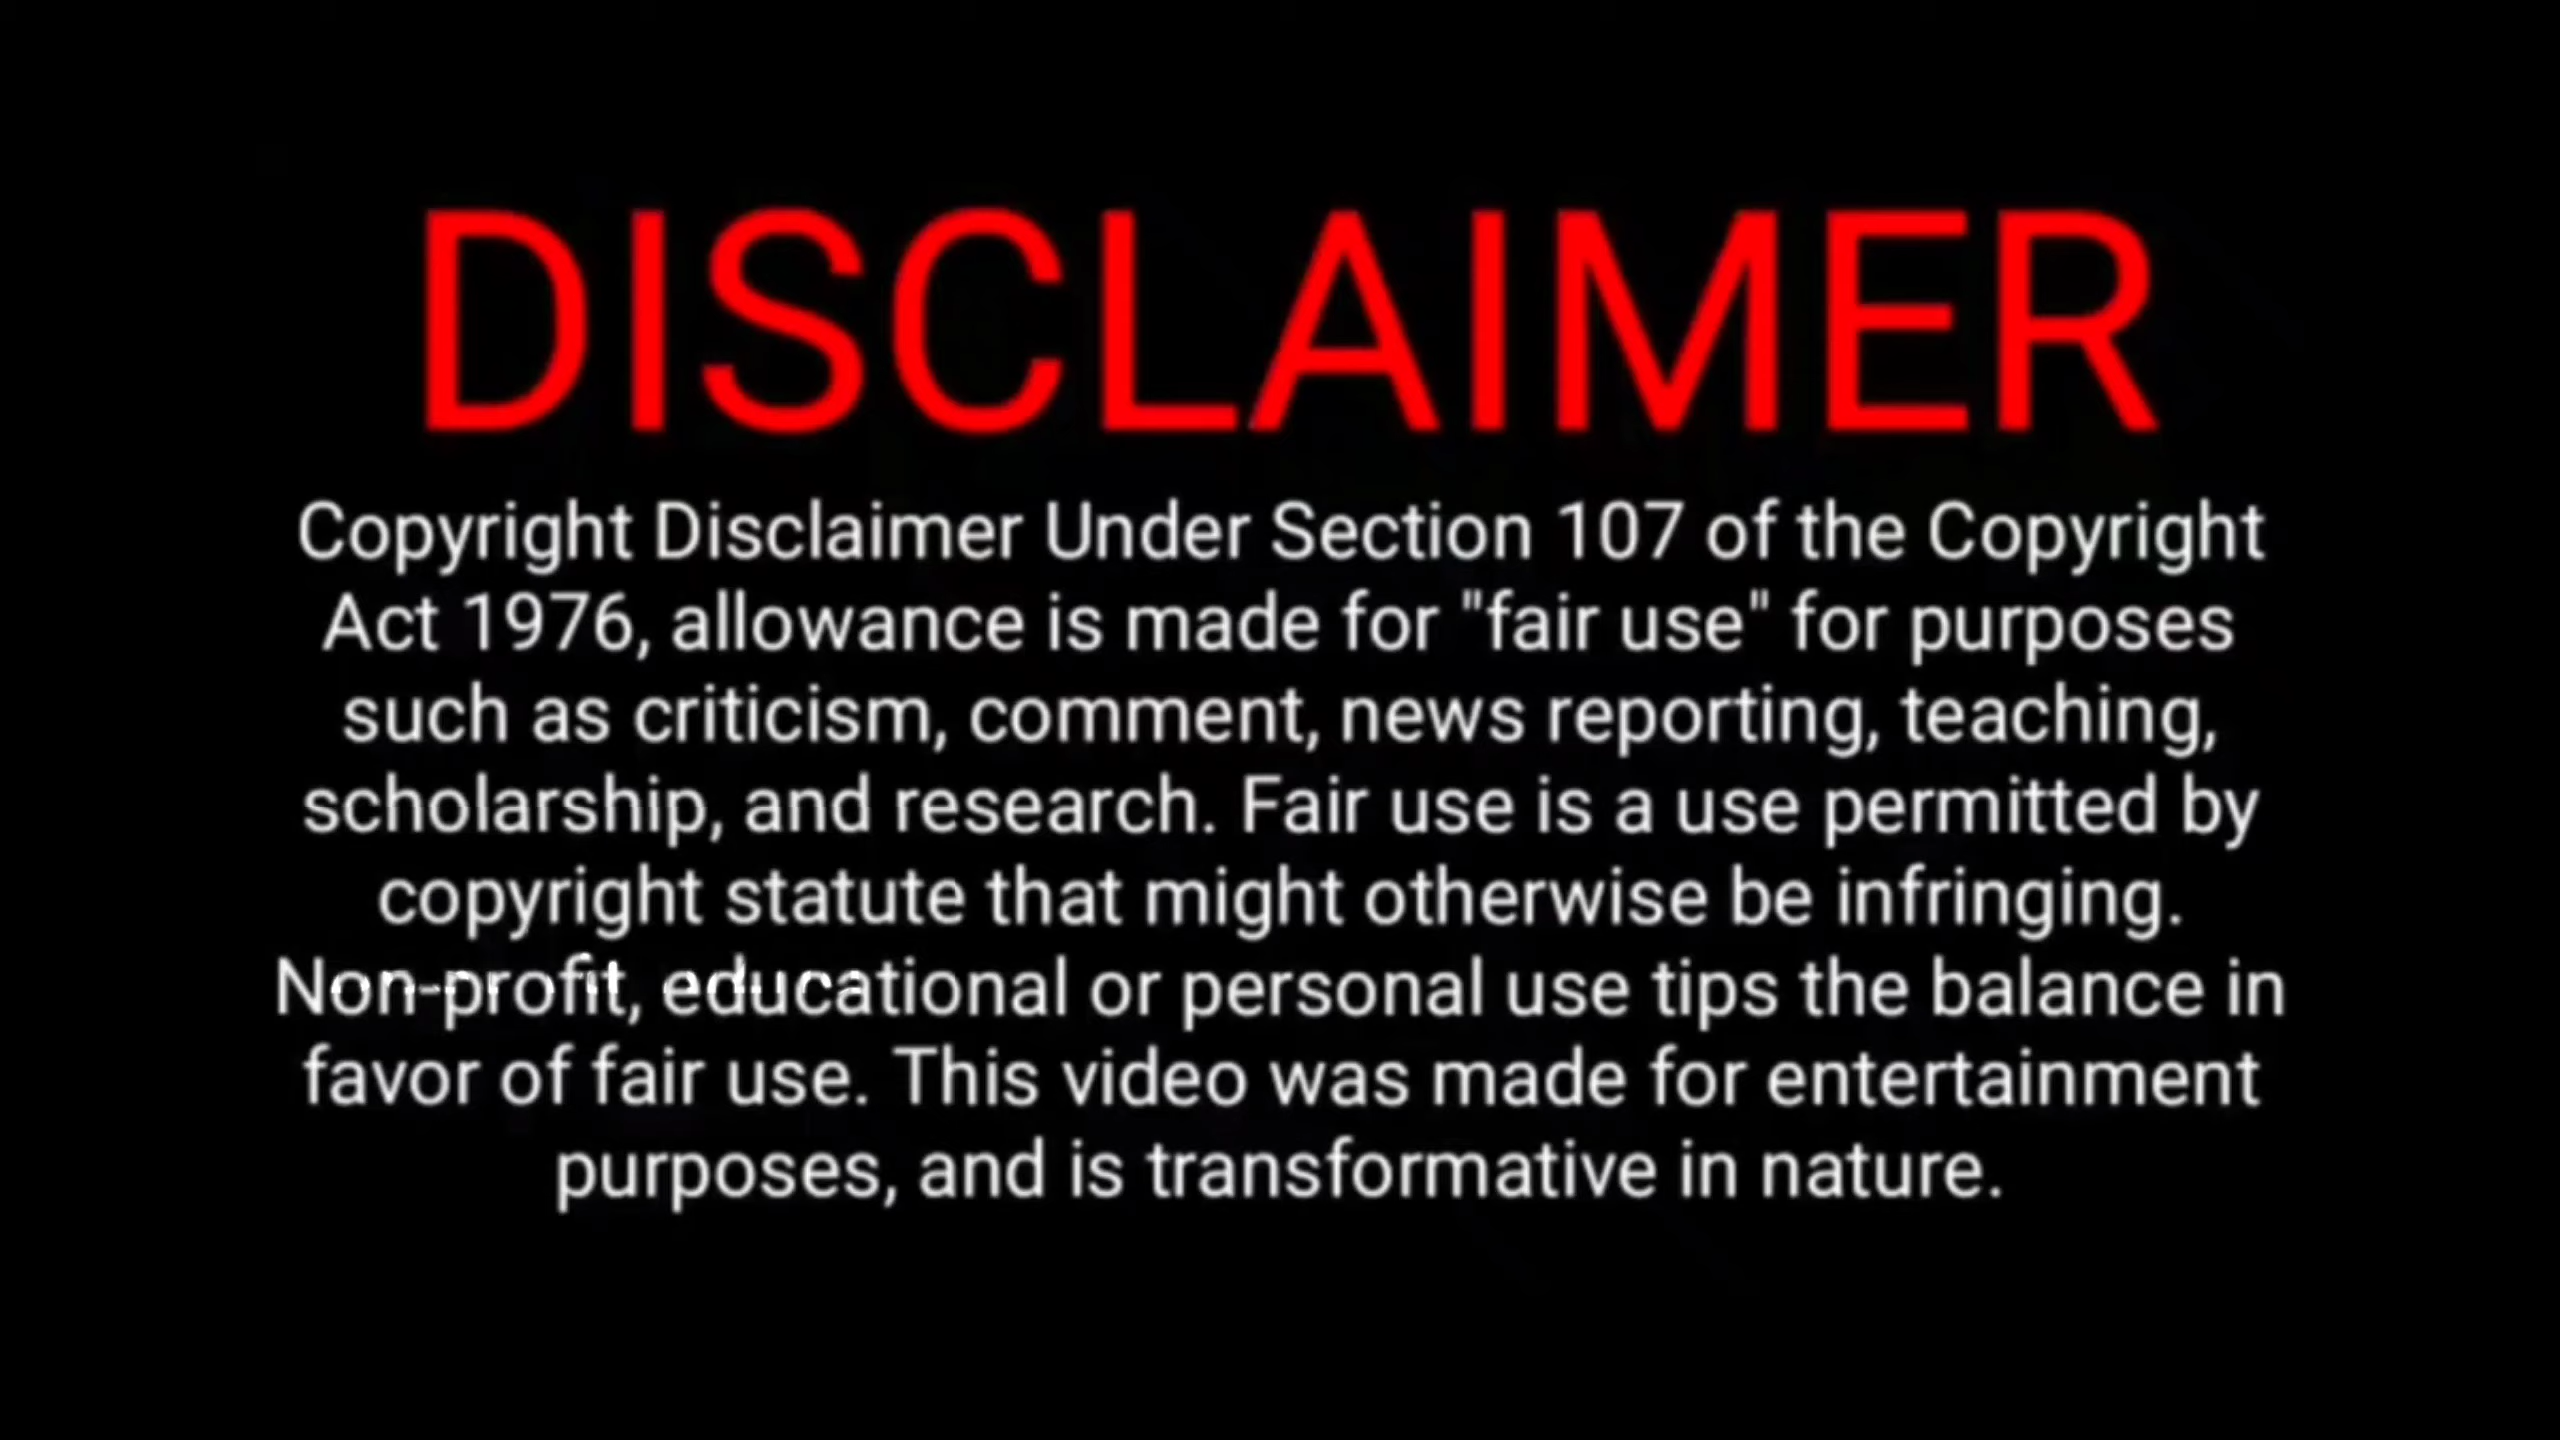 DISCLAIMER
Copyright Disclaimer Under Section 107 of the Copyright
Act 1976, allowance is made for "fair use" for purposes
such as criticism, comment, news reporting, teaching,
scholarship, and research. Fair use is a use permitted by
copyright statute that might otherwise be infringing.
Non-profit, educational or personal use tips the balance in
favor of fair use. This video was made for entertainment
purposes, and is transformative in nature.